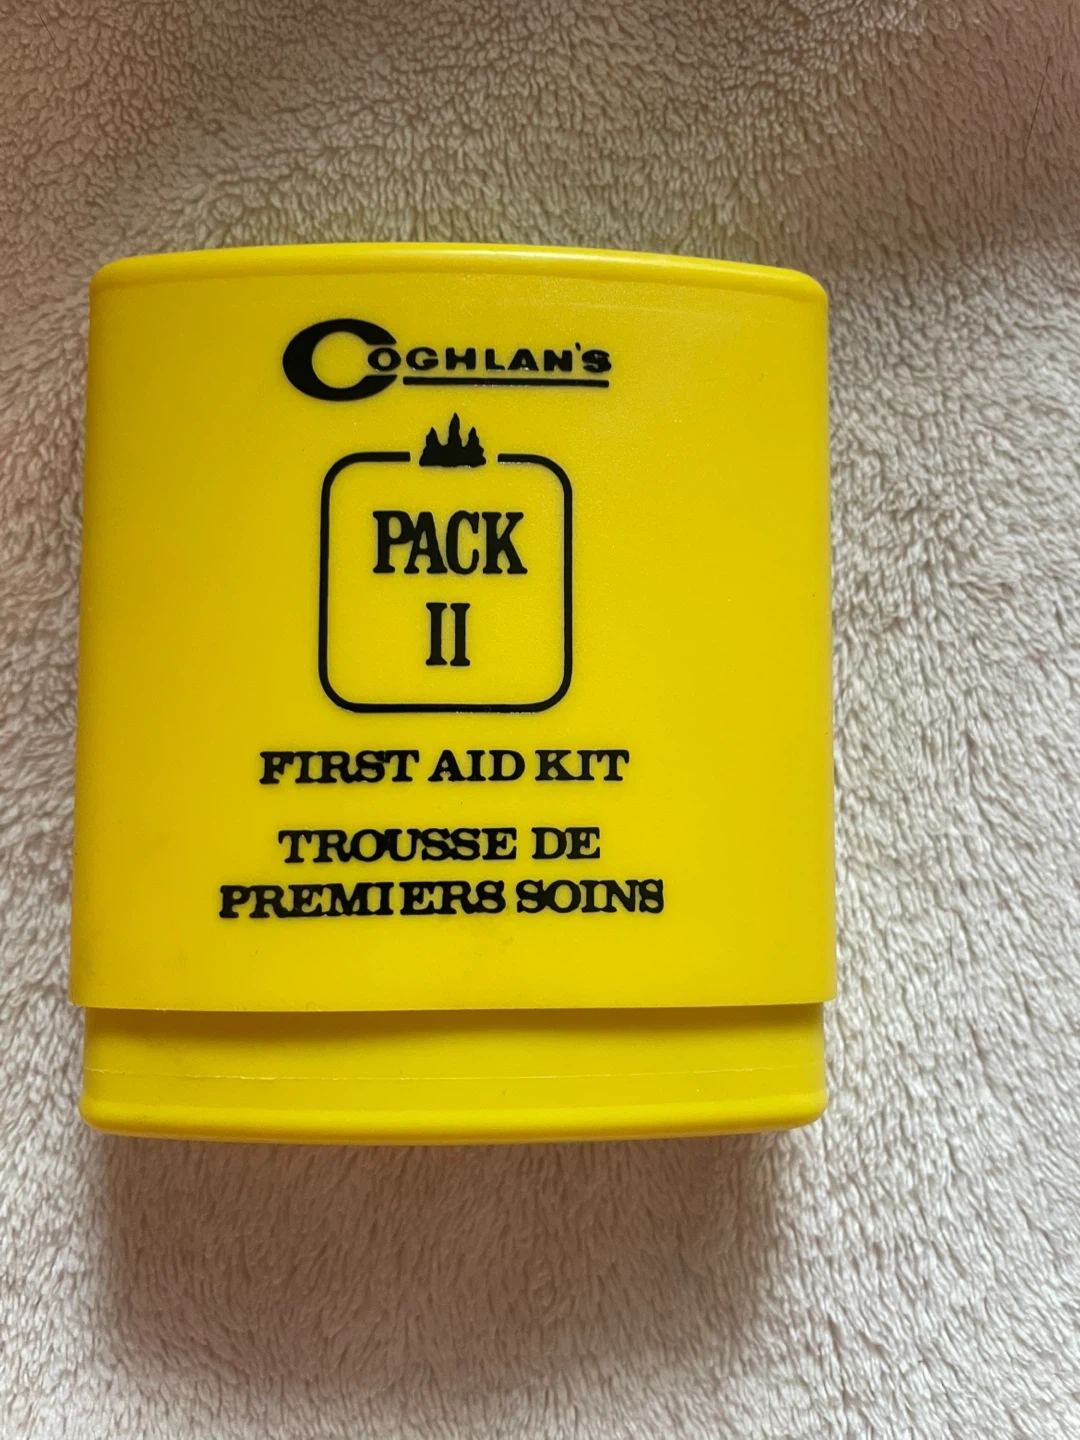 COGHLAN'S
PACK
II
FIRST AID KIT
TROUSSE DE
PREMIERS SOINS